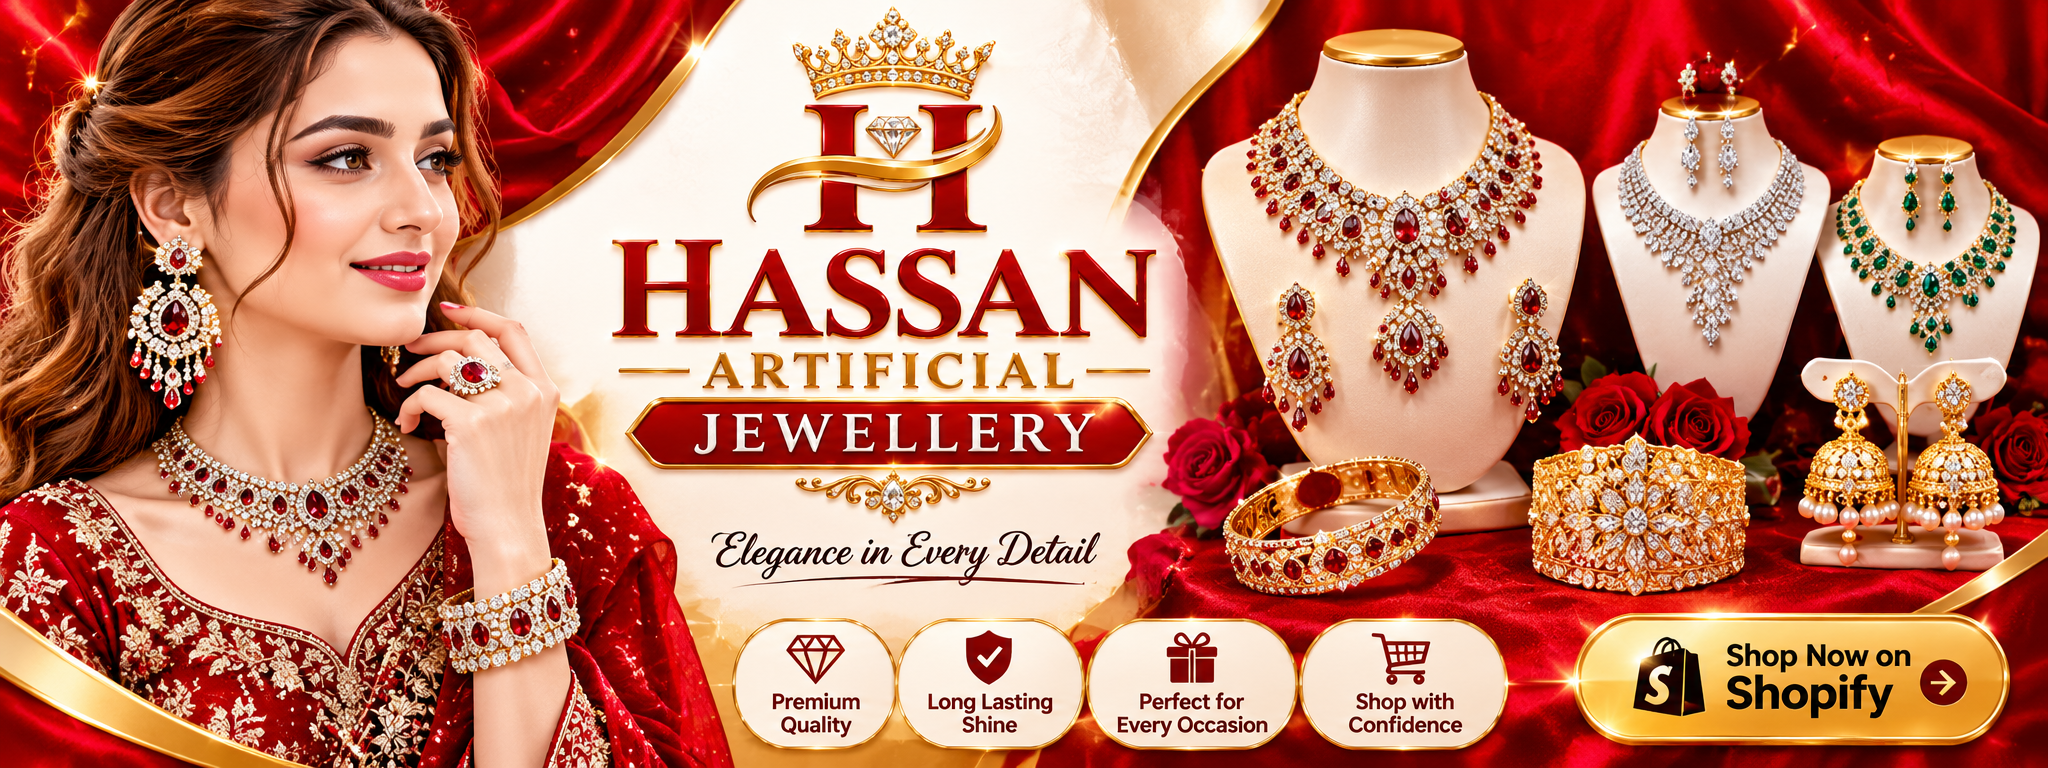 H
HASSAN
ARTIFICIAL
JEWELLERY
Elegance in Every Detail
Premium
Quality
Long Lasting
Shine
Perfect for
Every Occasion
Shop with
Confidence
S
Shop Now on
Shopify